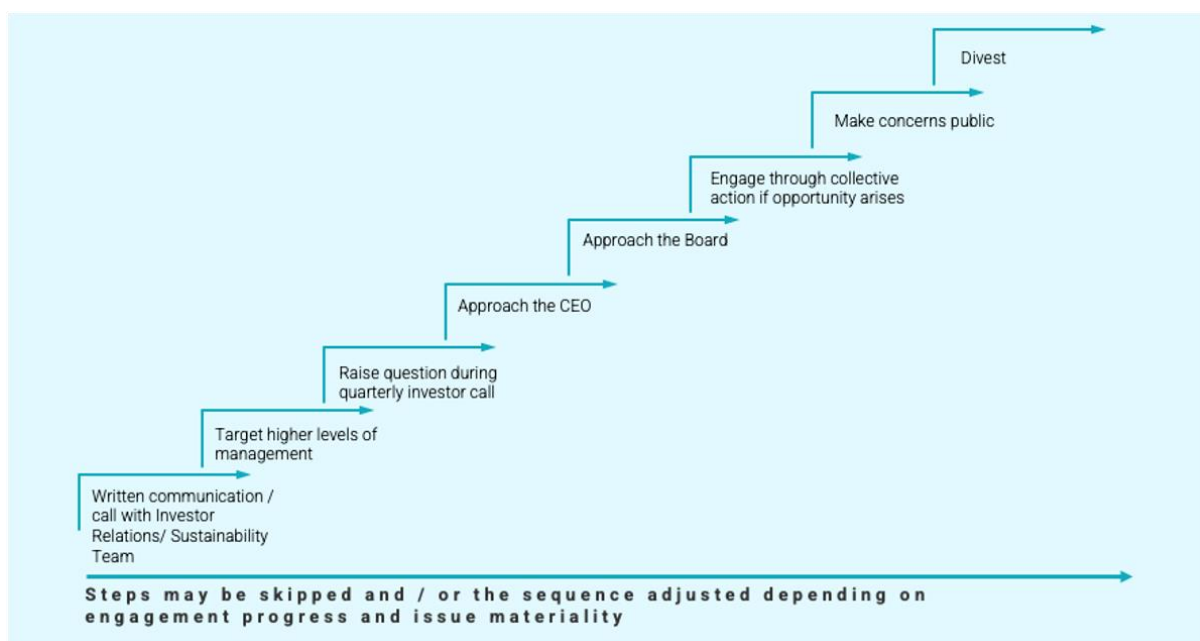 Divest
Make concerns public
Engage through collective
action if opportunity arises
Approach the Board
Approach the CEO
Raise question during
quarterly investor call
Target higher levels of
management
Written communication /
call with Investor
Relations/ Sustainability
Team
Steps may be skipped and / or the sequence adjusted depending on
engagement progress and issue materiality